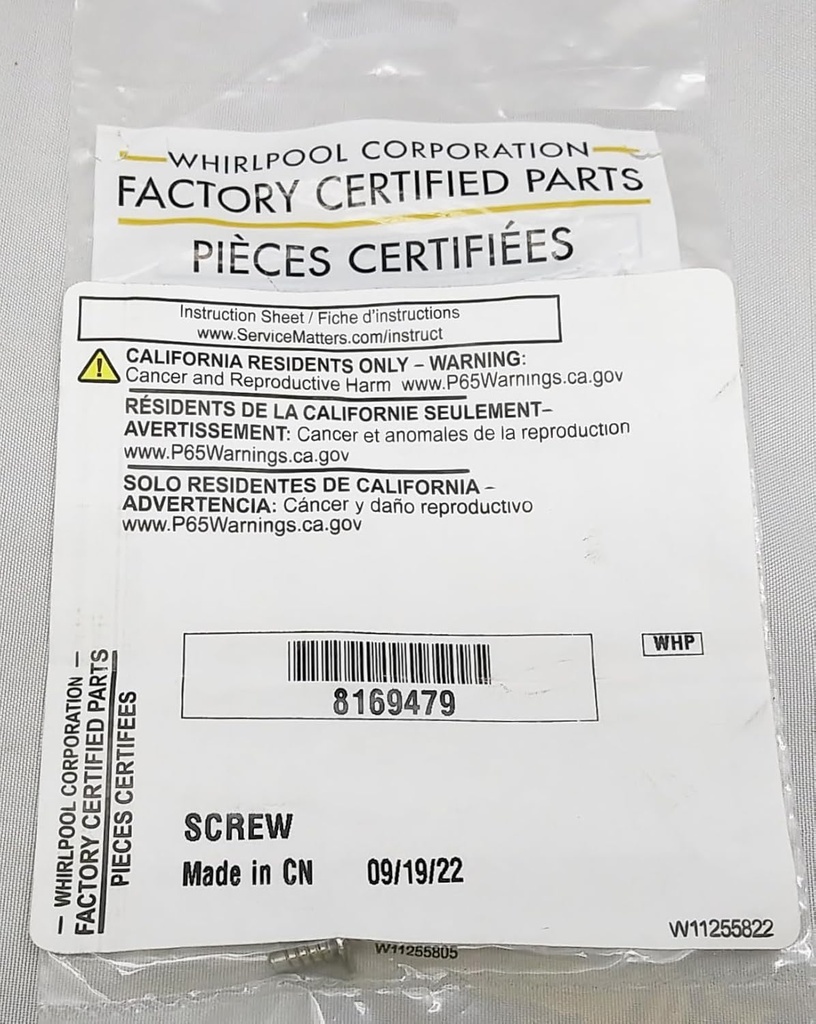 WHIRLPOOL CORPORATION
FACTORY CERTIFIED PARTS
PIÈCES CERTIFIÉES
Instruction Sheet / Fiche d'instructions
www.ServiceMatters.com/instruct
CALIFORNIA RESIDENTS ONLY – WARNING:
Cancer and Reproductive Harm www.P65Warnings.ca.gov
RÉSIDENTS DE LA CALIFORNIE SEULEMENT–
AVERTISSEMENT: Cancer et anomales de la reproduction
www.P65Warnings.ca.gov
SOLO RESIDENTES DE CALIFORNIA –
ADVERTENCIA: Cáncer y daño reproductivo
www.P65Warnings.ca.gov
WHP
8169479
— WHIRLPOOL CORPORATION —
FACTORY CERTIFIED PARTS
PIECES CERTIFEES
SCREW
Made in CN 09/19/22
W11255822
W11255805